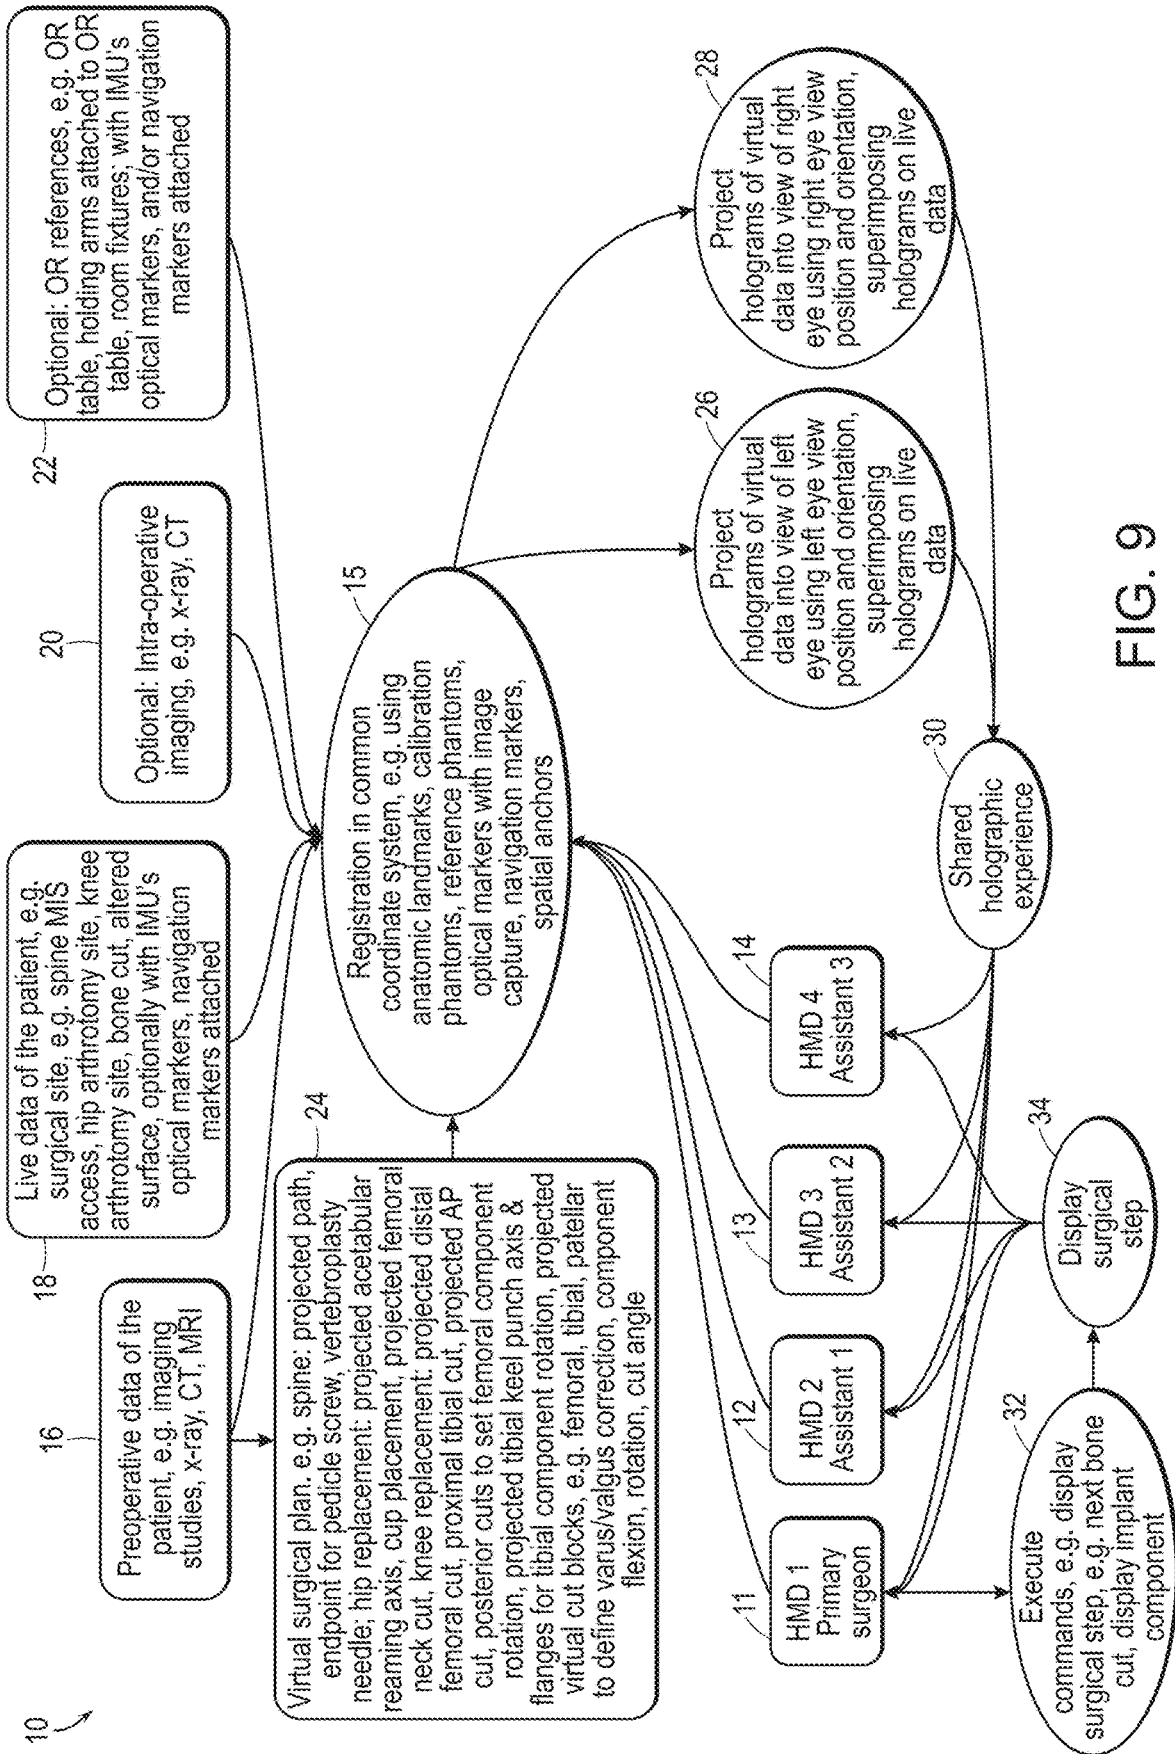 10
16
Preoperative data of the
patient, e.g. imaging
studies, x-ray, CT, MRI
18
Live data of the patient, e.g.
surgical site, e.g. spine MIS
access, hip arthrotomy site, knee
arthrotomy site, bone cut, altered
surface, optionally with IMU's
optical markers, navigation
markers attached
20
Optional: Intra-operative
imaging, e.g. x-ray, CT
22
Optional: OR references, e.g. OR
table, holding arms attached to OR
table, room fixtures; with IMU's
optical markers, and/or navigation
markers attached
24
Virtual surgical plan. e.g. spine: projected path,
endpoint for pedicle screw, vertebroplasty
needle; hip replacement: projected acetabular
reaming axis, cup placement, projected femoral
neck cut, knee replacement: projected distal
femoral cut, proximal tibial cut, projected AP
cut, posterior cuts to set femoral component
rotation, projected tibial keel punch axis &
flanges for tibial component rotation, projected
virtual cut blocks, e.g. femoral, tibial, patellar
to define varus/valgus correction, component
flexion, rotation, cut angle
15
Registration in common
coordinate system, e.g. using
anatomic landmarks, calibration
phantoms, reference phantoms,
optical markers with image
capture, navigation markers,
spatial anchors
11
HMD 1
Primary
surgeon
12
HMD 2
Assistant 1
13
HMD 3
Assistant 2
14
HMD 4
Assistant 3
26
Project
holograms of virtual
data into view of left
eye using left eye view
position and orientation,
superimposing
holograms on live
data
28
Project
holograms of virtual
data into view of right
eye using right eye view
position and orientation,
superimposing
holograms on live
data
30
Shared
holographic
experience
32
Execute
commands, e.g. display
surgical step, e.g. next bone
cut, display implant
component
34
Display
surgical
step
FIG. 9